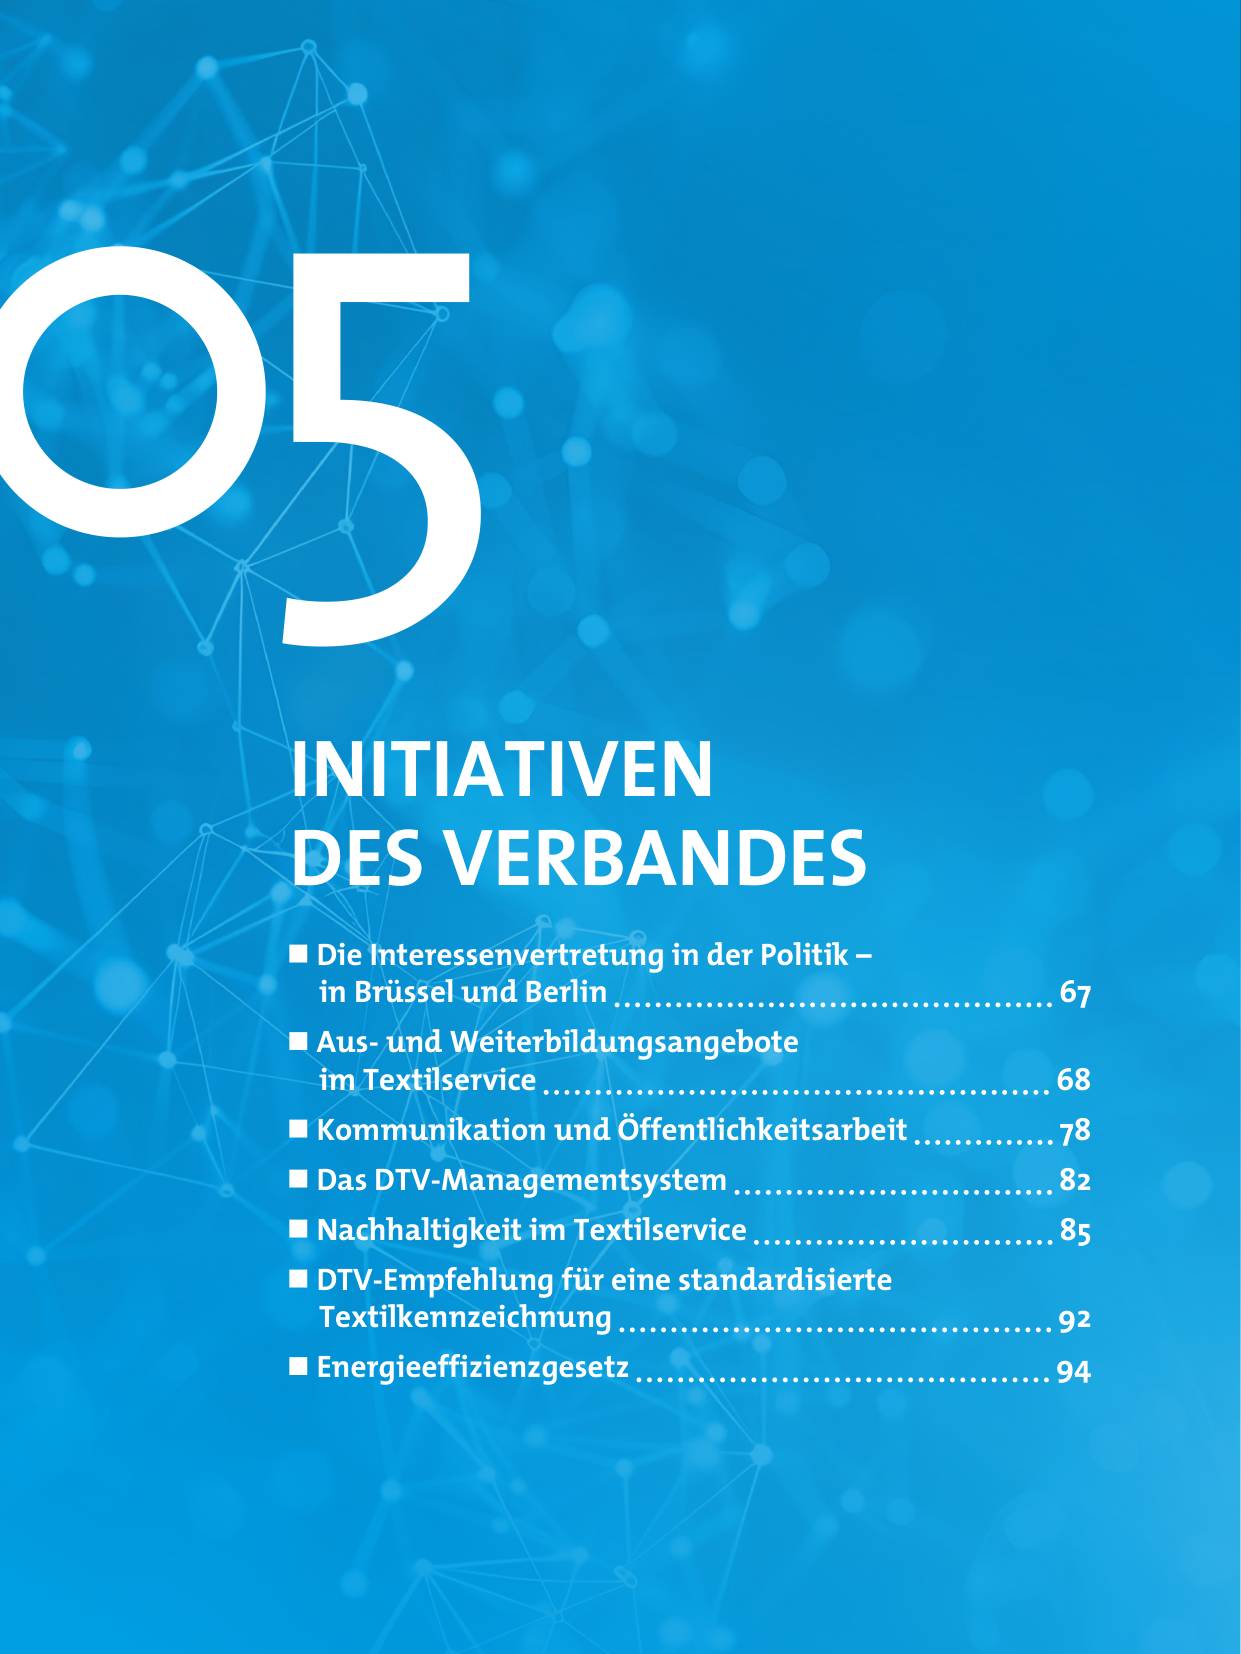 05
INITIATIVEN
DES VERBANDES
■ Die Interessenvertretung in der Politik –
in Brüssel und Berlin ........................................ 67
■ Aus- und Weiterbildungsangebote
im Textilservice ............................................... 68
■ Kommunikation und Öffentlichkeitsarbeit ............. 78
■ Das DTV-Managementsystem .............................. 82
■ Nachhaltigkeit im Textilservice ............................ 85
■ DTV-Empfehlung für eine standardisierte
Textilkennzeichnung ........................................ 92
■ Energieeffizienzgesetz ...................................... 94